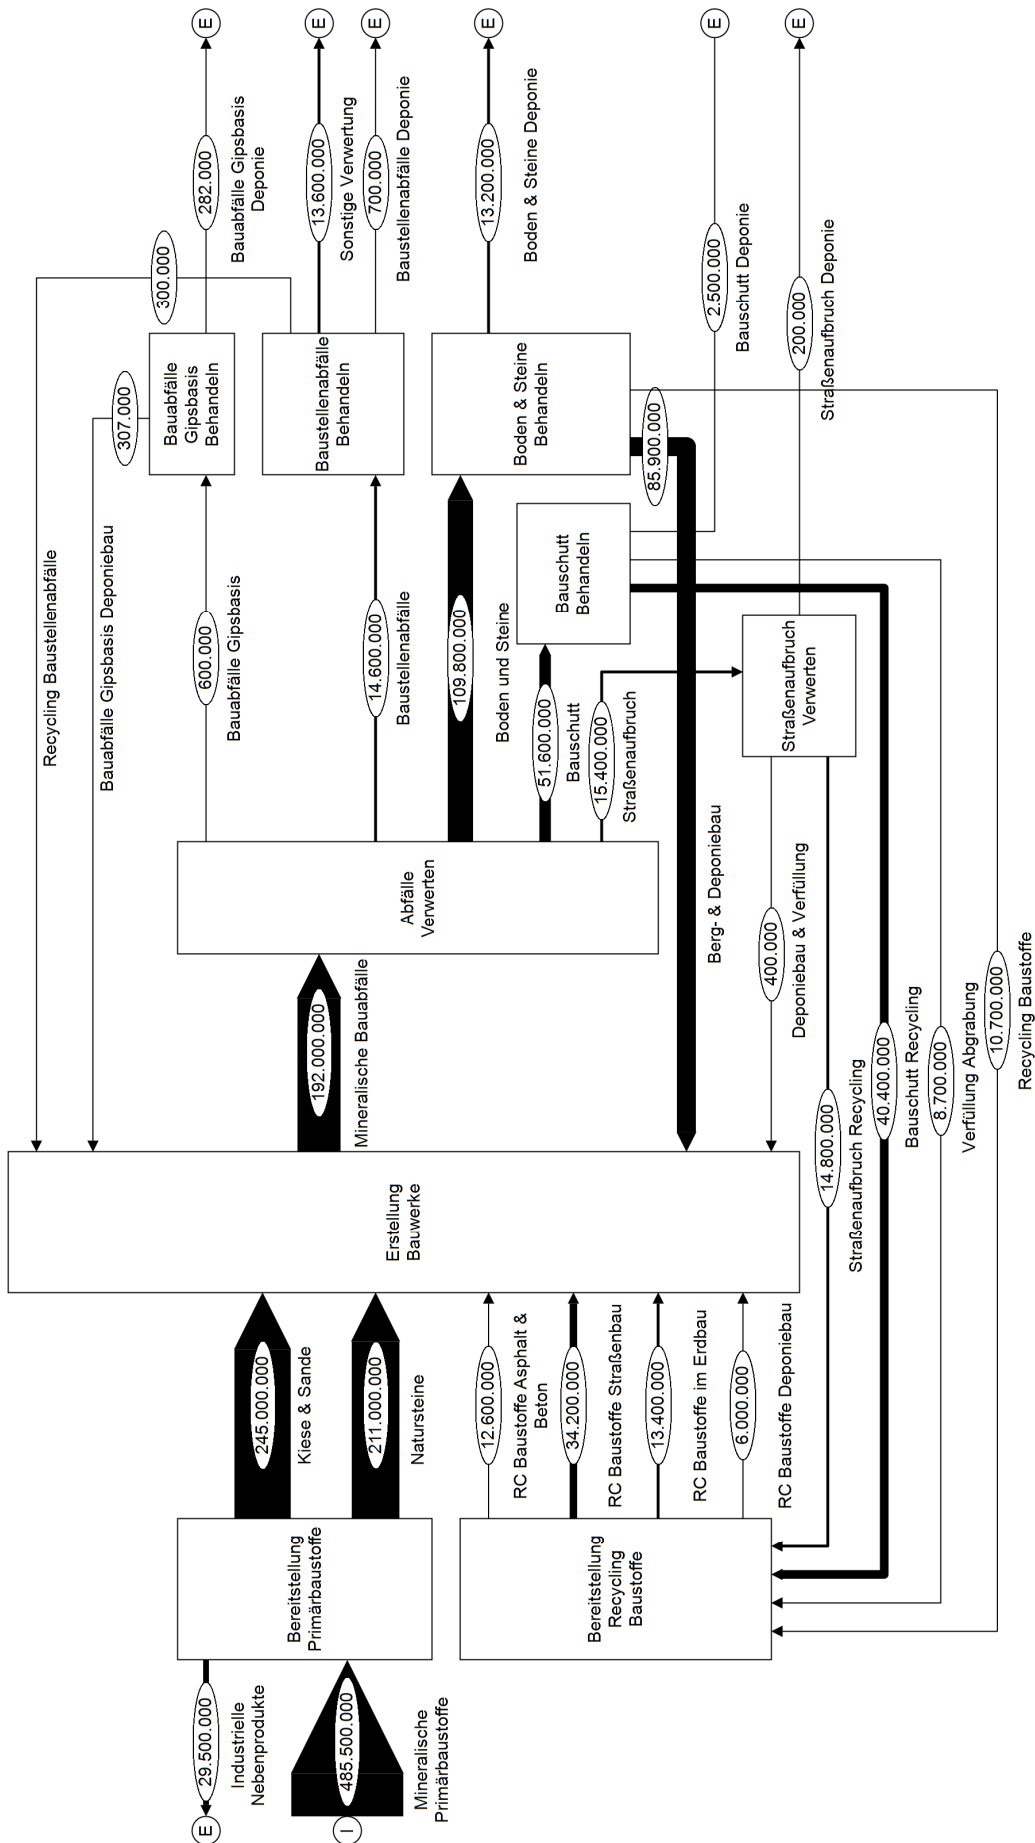 E
29.500.000
Industrielle
Nebenprodukte
I
485.500.000
Mineralische
Primärbaustoffe
Bereitstellung
Primärbaustoffe
245.000.000
Kiese & Sande
211.000.000
Natursteine
Bereitstellung
Recycling
Baustoffe
12.600.000
RC Baustoffe Asphalt &
Beton
34.200.000
RC Baustoffe Straßenbau
13.400.000
RC Baustoffe im Erdbau
6.000.000
RC Baustoffe Deponiebau
Erstellung
Bauwerke
192.000.000
Mineralische Bauabfälle
Abfälle
Verwerten
Recycling Baustellenabfälle
300.000
Bauabfälle Gipsbasis Deponiebau
307.000
600.000
Bauabfälle Gipsbasis
14.600.000
Baustellenabfälle
109.800.000
Boden und Steine
51.600.000
Bauschutt
15.400.000
Straßenaufbruch
Bauabfälle
Gipsbasis
Behandeln
Baustellenabfälle
Behandeln
Boden & Steine
Behandeln
Bauschutt
Behandeln
Straßenaufbruch
Verwerten
85.900.000
Berg- & Deponiebau
400.000
Deponiebau & Verfüllung
14.800.000
Straßenaufbruch Recycling
40.400.000
Bauschutt Recycling
8.700.000
Verfüllung Abgrabung
10.700.000
Recycling Baustoffe
282.000
Bauabfälle Gipsbasis
Deponie
E
13.600.000
Sonstige Verwertung
E
700.000
Baustellenabfälle Deponie
E
13.200.000
Boden & Steine Deponie
E
2.500.000
Bauschutt Deponie
E
200.000
Straßenaufbruch Deponie
E